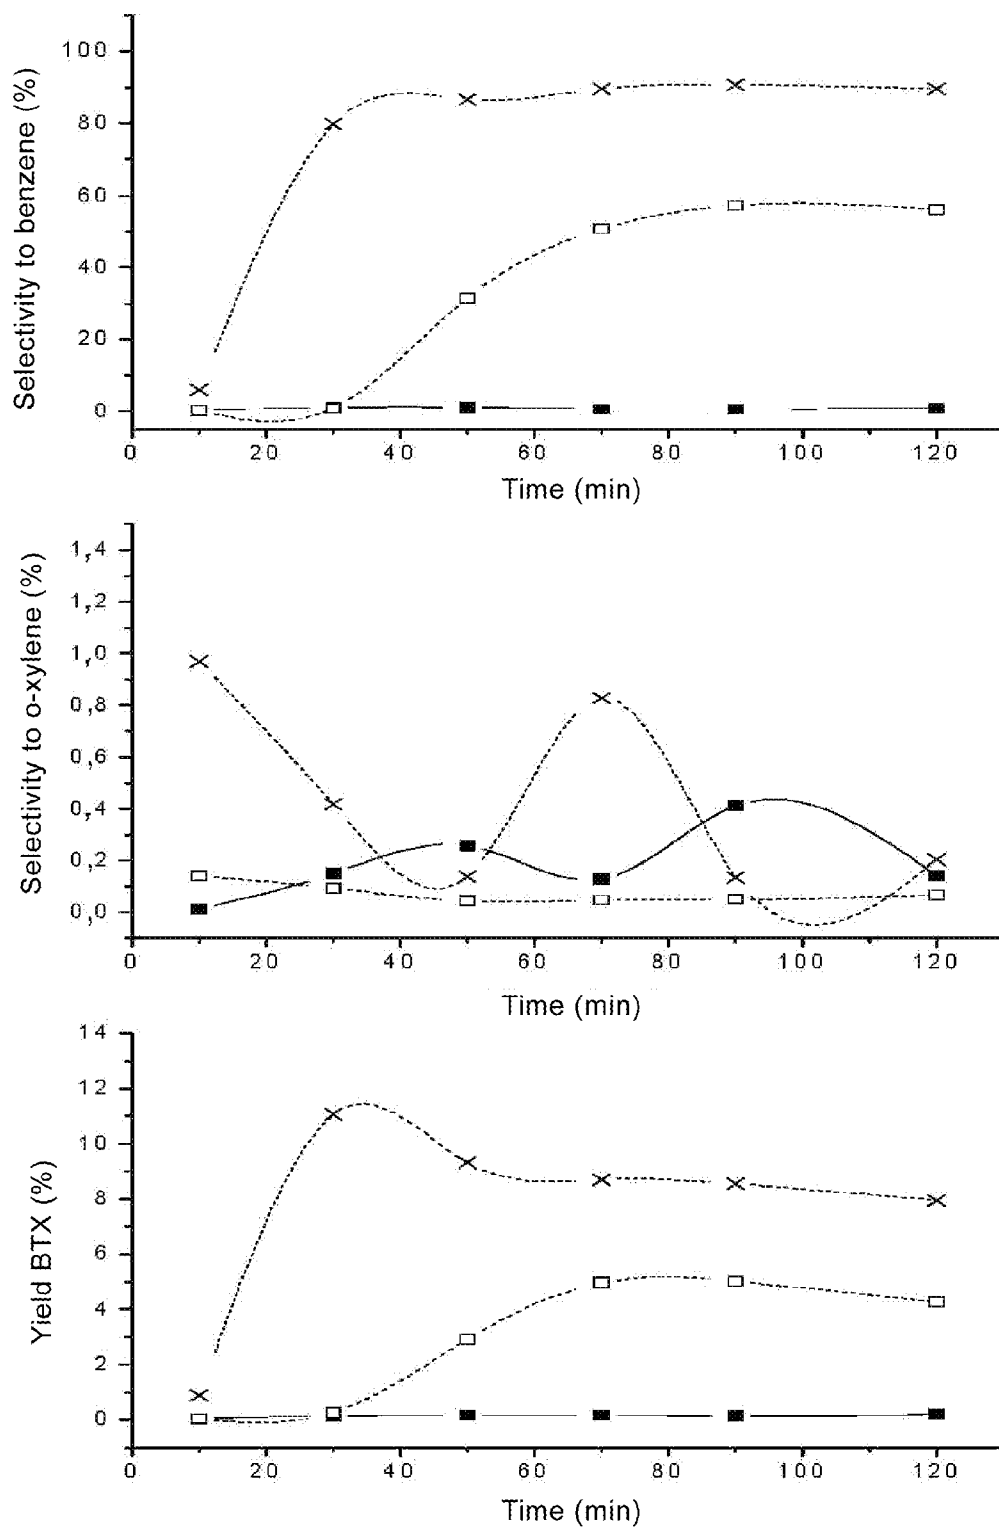 Selectivity to benzene (%)
100
80
60
40
20
0
0 20 40 60 80 100 120
Time (min)
Selectivity to o-xylene (%)
1,4
1,2
1,0
0,8
0,6
0,4
0,2
0,0
0 20 40 60 80 100 120
Time (min)
Yield BTX (%)
14
12
10
8
6
4
2
0
0 20 40 60 80 100 120
Time (min)